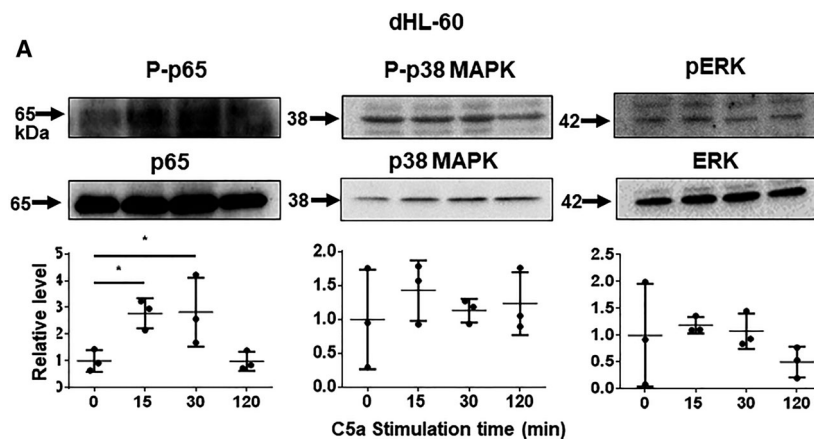 dHL-60
A
P-p65
P-p38 MAPK
pERK
65
kDa
38
42
p65
p38 MAPK
ERK
65
38
42
Relative level
5
4
3
2
1
0
*
*
0 15 30 120
2.0
1.5
1.0
0.5
0.0
0 15 30 120
2.5
2.0
1.5
1.0
0.5
0.0
0 15 30 120
C5a Stimulation time (min)